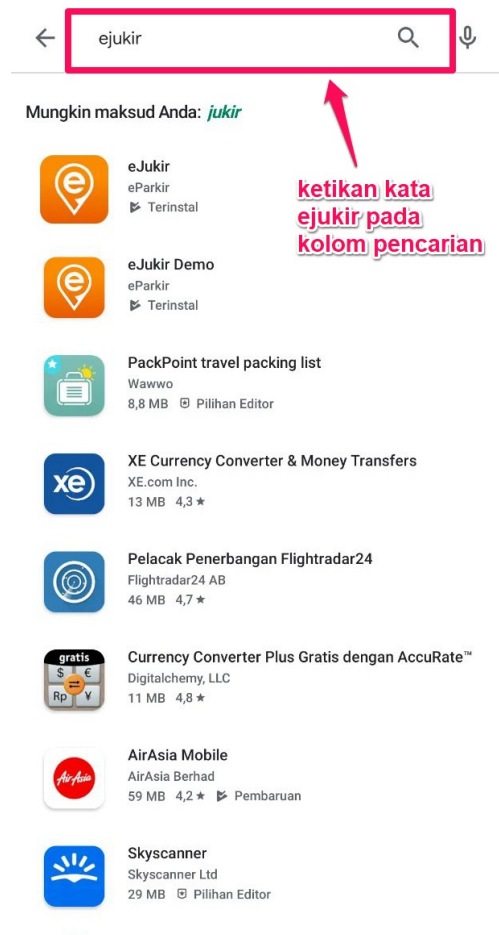 ejukir
Mungkin maksud Anda: jukir
eJukir
eParkir
Terinstal
ketikan kata
ejukir pada
kolom pencarian
eJukir Demo
eParkir
Terinstal
PackPoint travel packing list
Wawwo
8,8 MB Pilihan Editor
xe
XE Currency Converter & Money Transfers
XE.com Inc.
13 MB 4,3 ★
Pelacak Penerbangan Flightradar24
Flightradar24 AB
46 MB 4,7 ★
gratis
$ €
Rp ¥
Currency Converter Plus Gratis dengan AccuRate™
Digitalchemy, LLC
11 MB 4,8 ★
AirAsia
AirAsia Mobile
AirAsia Berhad
59 MB 4,2 ★ Pembaruan
Skyscanner
Skyscanner Ltd
29 MB Pilihan Editor